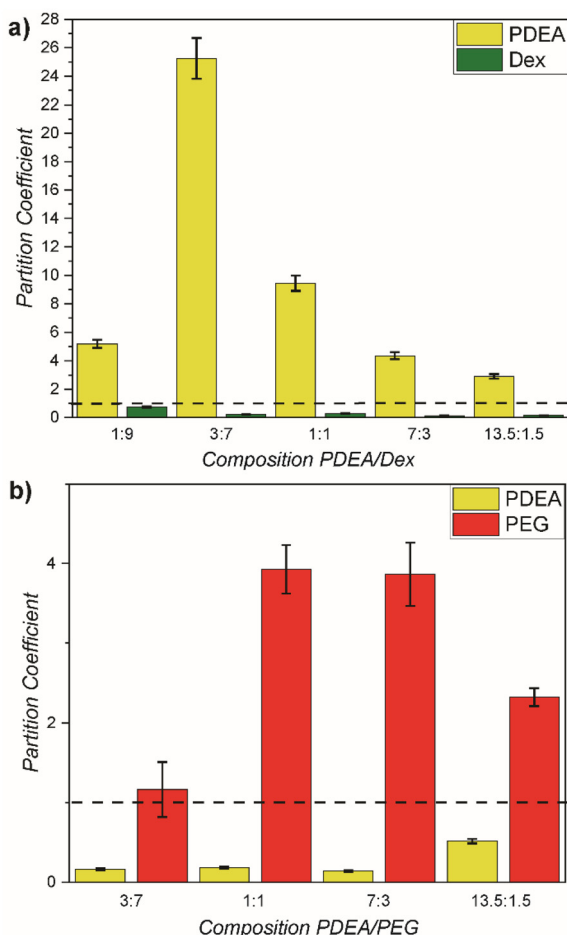 a)
28
26
24
22
20
18
16
14
12
10
8
6
4
2
0
Partition Coefficient
PDEA
Dex
1:9 3:7 1:1 7:3 13.5:1.5
Composition PDEA/Dex
b)
4
2
0
Partition Coefficient
PDEA
PEG
3:7 1:1 7:3 13.5:1.5
Composition PDEA/PEG